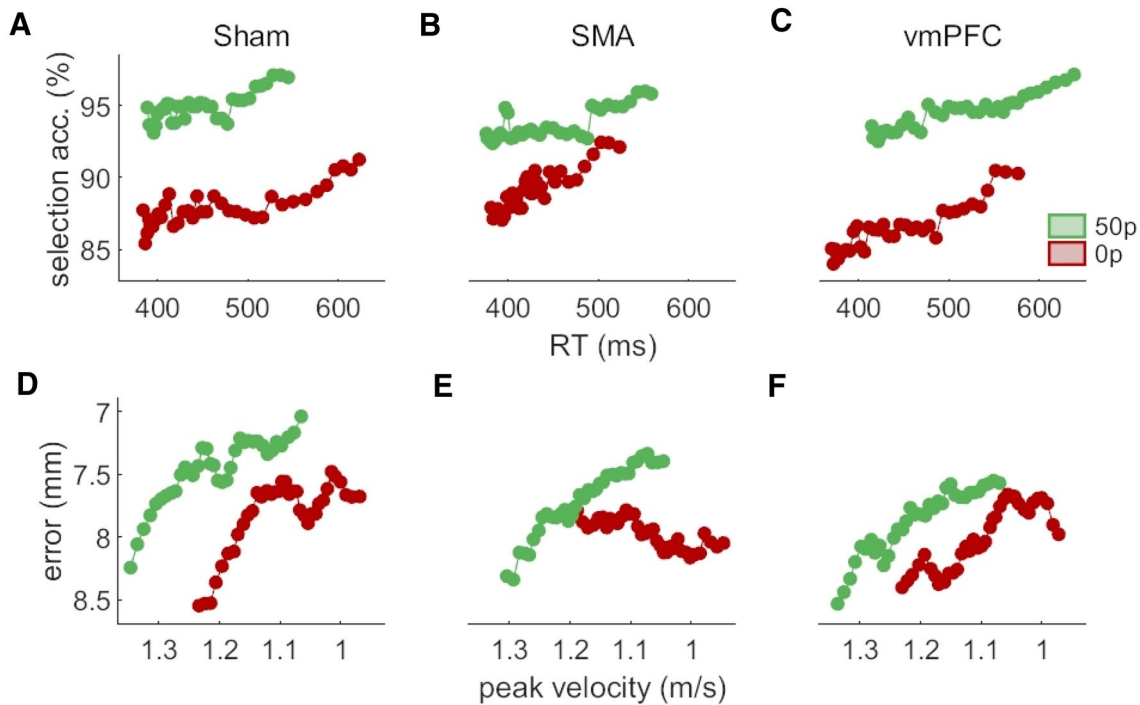 A Sham
B SMA
C vmPFC
selection acc. (%)
95
90
85
400 500 600
400 500 600
400 500 600
50p
0p
RT (ms)
D
E
F
error (mm)
7
7.5
8
8.5
1.3 1.2 1.1 1
1.3 1.2 1.1 1
1.3 1.2 1.1 1
peak velocity (m/s)